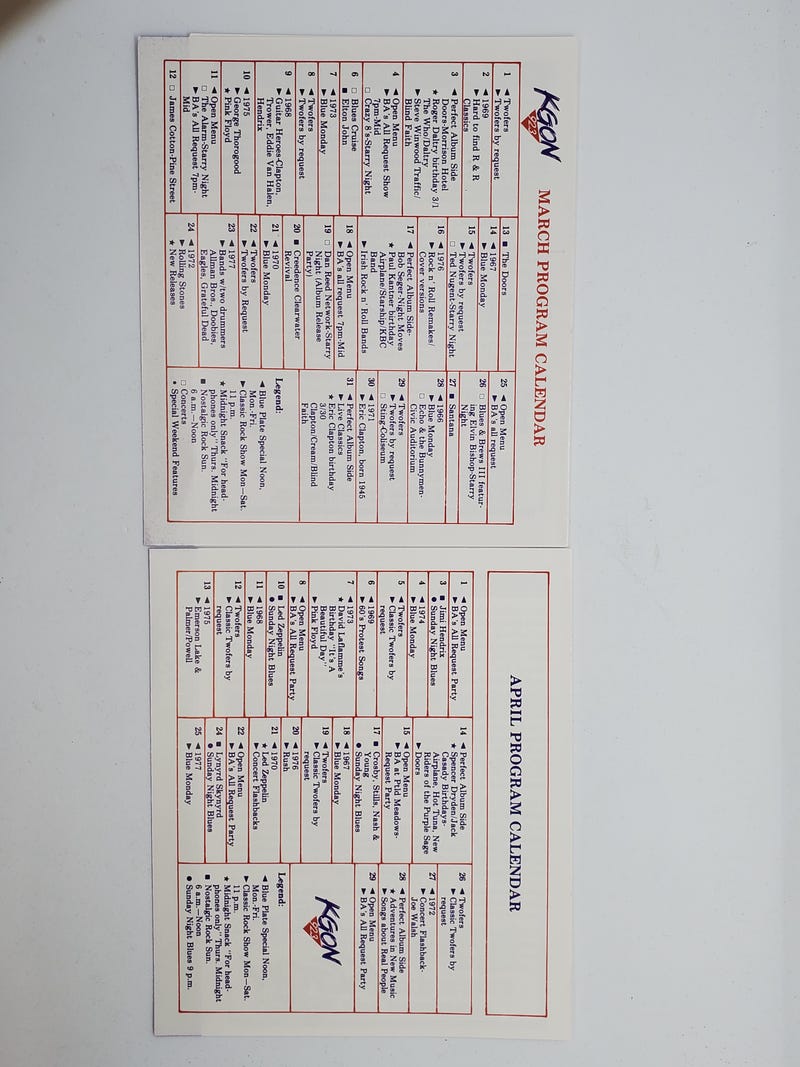 KGON
92.3
MARCH PROGRAM CALENDAR
1 ◄ Twofers
► Twofers by request
2 ◄ 1969
► Hard to find R & R
Classics
3 ◄ Perfect Album Side
Doors-Morrison Hotel
★ Roger Daltry birthday 3/1
The Who/Daltry
► Steve Winwood Traffic/
Blind Faith
4 ◄ Open Menu
► BA's All Request Show
7pm-Mid
□ Crazy 8's-Starry Night
6 □ Blues Cruise
■ Elton John
7 ◄ 1973
► Blue Monday
8 ◄ Twofers
► Twofers by request
9 ◄ 1968
► Guitar Heroes-Clapton,
Trower, Eddie Van Halen,
Hendrix
10 ◄ 1975
► George Thorogood
★ Pink Floyd
11 ◄ Open Menu
□ The Alarm-Starry Night
► BA's All Request 7pm-
Mid
12 □ James Cotton-Pine Street
13 ■ The Doors
14 ◄ 1967
► Blue Monday
15 ◄ Twofers
► Twofers by request
□ Ted Nugent-Starry Night
16 ◄ 1976
► Rock n' Roll Remakes/
Cover versions
17 ◄ Perfect Album Side-
Bob Seger-Night Moves
★ Paul Kantner birthday
Airplane/Starship/KBC
Band
► Irish Rock n' Roll Bands
18 ◄ Open Menu
► BA's all request 7pm-Mid
19 □ Dan Reed Network-Starry
Night (Album Release
Party)
20 ■ Creedence Clearwater
Revival
21 ◄ 1970
► Blue Monday
22 ◄ Twofers
► Twofers by Request
23 ◄ 1977
► Bands w/two drummers
Allman Bros., Doobies,
Eagles, Grateful Dead
24 ◄ 1972
► Rolling Stones
★ New Releases
25 ◄ Open Menu
► BA's all request
26 □ Blues & Brews III featur-
ing Elvin Bishop-Starry
Night
27 ■ Santana
28 ◄ 1966
► Blue Monday
□ Echo & the Bunnymen-
Civic Auditorium
29 ◄ Twofers
► Twofers by request
□ Sting-Coliseum
30 ◄ 1971
► Eric Clapton, born 1945
31 ◄ Perfect Album Side
► Live Classics
★ Eric Clapton birthday
3/30
Clapton/Cream/Blind
Faith
Legend:
◄ Blue Plate Special Noon,
Mon.-Fri.
► Classic Rock Show Mon—Sat.
11 p.m.
★ Midnight Snack "For head-
phones only" Thurs. Midnight
■ Nostalgic Rock Sun.
6 a.m.—Noon
□ Concerts
• Special Weekend Features
APRIL PROGRAM CALENDAR
1 ◄ Open Menu
► BA's All Request Party
3 ■ Jimi Hendrix
● Sunday Night Blues
4 ◄ 1974
► Blue Monday
5 ◄ Twofers
► Classic Twofers by
request
6 ◄ 1969
► 60's Protest Songs
7 ◄ 1973
★ David Laflamme's
Birthday "It's A
Beautiful Day"
► Pink Floyd
8 ◄ Open Menu
► BA's All Request Party
10 ■ Led Zeppelin
● Sunday Night Blues
11 ◄ 1968
► Blue Monday
12 ◄ Twofers
► Classic Twofers by
request
13 ◄ 1975
► Emerson Lake &
Palmer/Powell
14 ◄ Perfect Album Side
★ Spencer Dryden/Jack
Casady Birthdays-
Airplane, Hot Tuna, New
Riders of the Purple Sage
► Doors
15 ◄ Open Menu
► BA at Ptld Meadows-
Request Party
17 ■ Crosby, Stills, Nash &
Young
● Sunday Night Blues
18 ◄ 1967
► Blue Monday
19 ◄ Twofers
► Classic Twofers by
request
20 ◄ 1976
► Rush
21 ◄ 1970
★ Led Zeppelin
► Concert Flashbacks
22 ◄ Open Menu
► BA's All Request Party
24 ■ Lynyrd Skynyrd
● Sunday Night Blues
25 ◄ 1977
► Blue Monday
26 ◄ Twofers
► Classic Twofers by
request
27 ◄ 1972
► Concert Flashback-
Joe Walsh
28 ◄ Perfect Album Side
★ Adventures in New Music
► Songs about Real People
29 ◄ Open Menu
► BA's All Request Party
KGON
92.3
Legend:
◄ Blue Plate Special Noon,
Mon.-Fri.
► Classic Rock Show Mon—Sat.
11 p.m.
★ Midnight Snack "For head-
phones only" Thurs. Midnight
■ Nostalgic Rock Sun.
6 a.m.—Noon
● Sunday Night Blues 9 p.m.